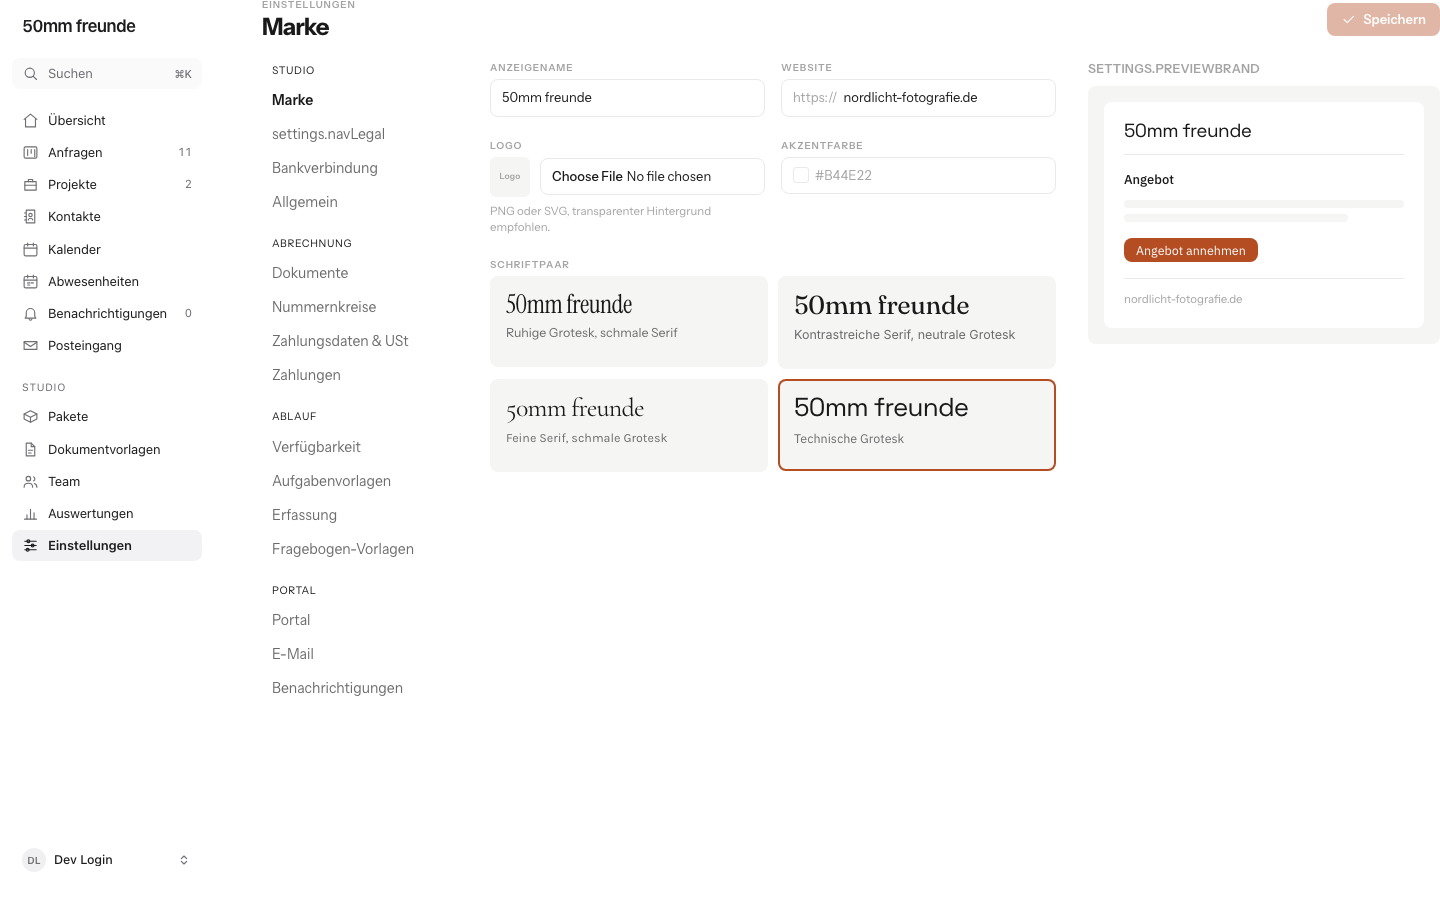 50mm freunde
Suchen ⌘K
Übersicht
Anfragen 11
Projekte 2
Kontakte
Kalender
Abwesenheiten
Benachrichtigungen 0
Posteingang
STUDIO
Pakete
Dokumentvorlagen
Team
Auswertungen
Einstellungen
DL Dev Login
EINSTELLUNGEN
Marke
Speichern
STUDIO
Marke
settings.navLegal
Bankverbindung
Allgemein
ABRECHNUNG
Dokumente
Nummernkreise
Zahlungsdaten & USt
Zahlungen
ABLAUF
Verfügbarkeit
Aufgabenvorlagen
Erfassung
Fragebogen-Vorlagen
PORTAL
Portal
E-Mail
Benachrichtigungen
ANZEIGENAME
50mm freunde
WEBSITE
https:// nordlicht-fotografie.de
LOGO
Logo
Choose File No file chosen
PNG oder SVG, transparenter Hintergrund
empfohlen.
AKZENTFARBE
#B44E22
SCHRIFTPAAR
50mm freunde
Ruhige Grotesk, schmale Serif
50mm freunde
Kontrastreiche Serif, neutrale Grotesk
50mm freunde
Feine Serif, schmale Grotesk
50mm freunde
Technische Grotesk
SETTINGS.PREVIEWBRAND
50mm freunde
Angebot
Angebot annehmen
nordlicht-fotografie.de